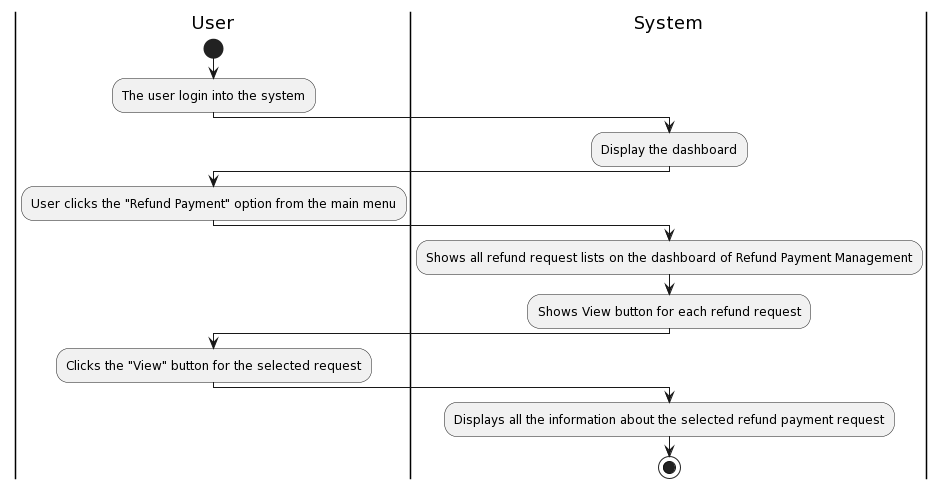 User
System
The user login into the system
Display the dashboard
User clicks the "Refund Payment" option from the main menu
Shows all refund request lists on the dashboard of Refund Payment Management
Shows View button for each refund request
Clicks the "View" button for the selected request
Displays all the information about the selected refund payment request